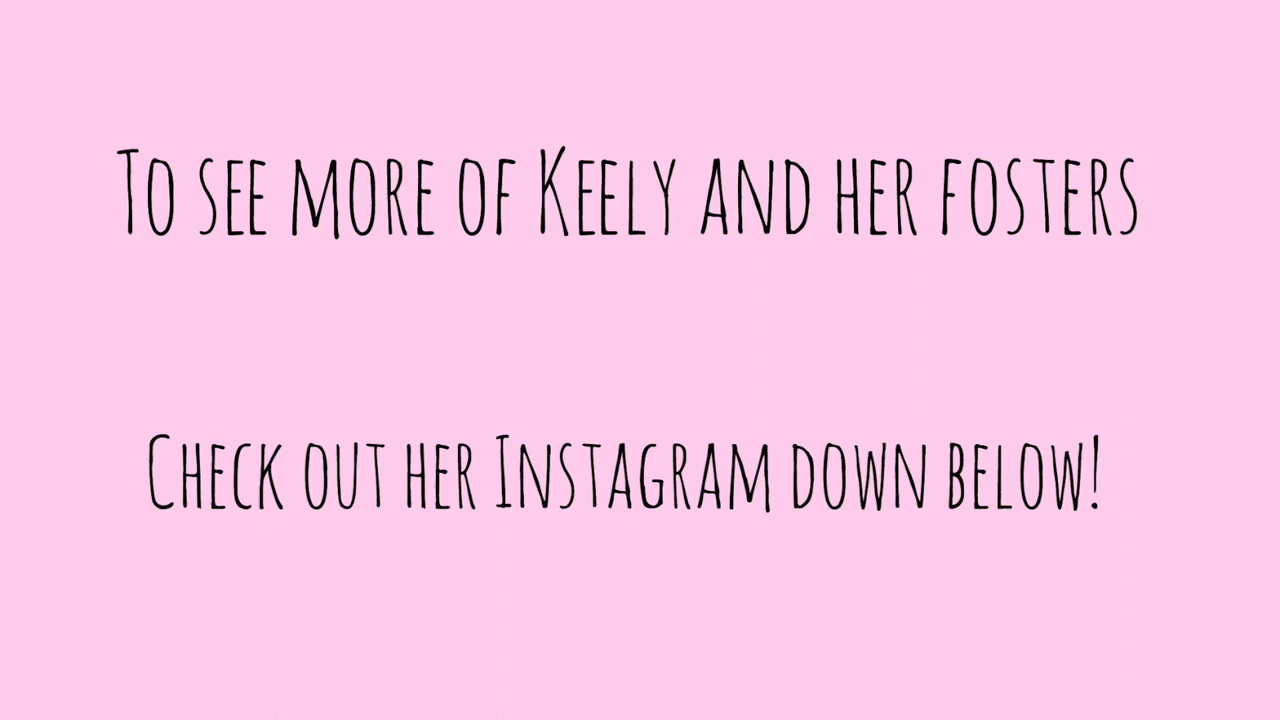 To see more of Keely and her fosters
Check out her Instagram down below!